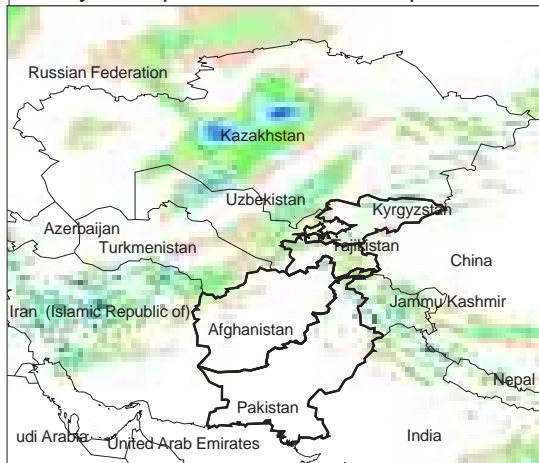 Russian Federation
Kazakhstan
Uzbekistan
Kyrgyzstan
Azerbaijan
Turkmenistan
Tajikistan
China
Iran (Islamic Republic of)
Jammu/Kashmir
Afghanistan
Nepal
Pakistan
udi Arabia
United Arab Emirates
India